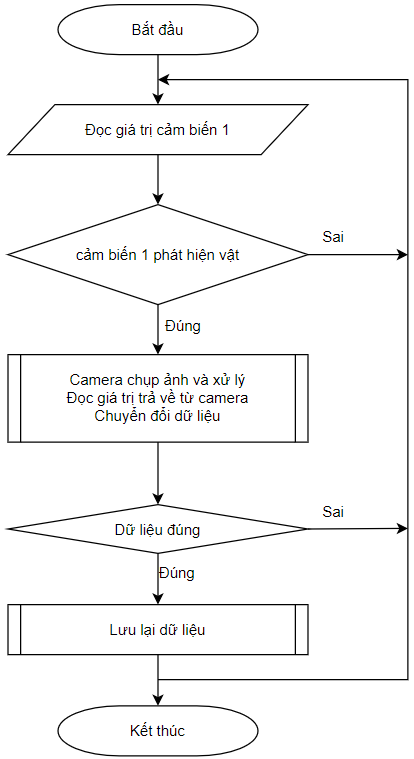 Bắt đầu
Đọc giá trị cảm biến 1
cảm biến 1 phát hiện vật
Sai
Đúng
Camera chụp ảnh và xử lý
Đọc giá trị trả về từ camera
Chuyển đổi dữ liệu
Sai
Dữ liệu đúng
Đúng
Lưu lại dữ liệu
Kết thúc